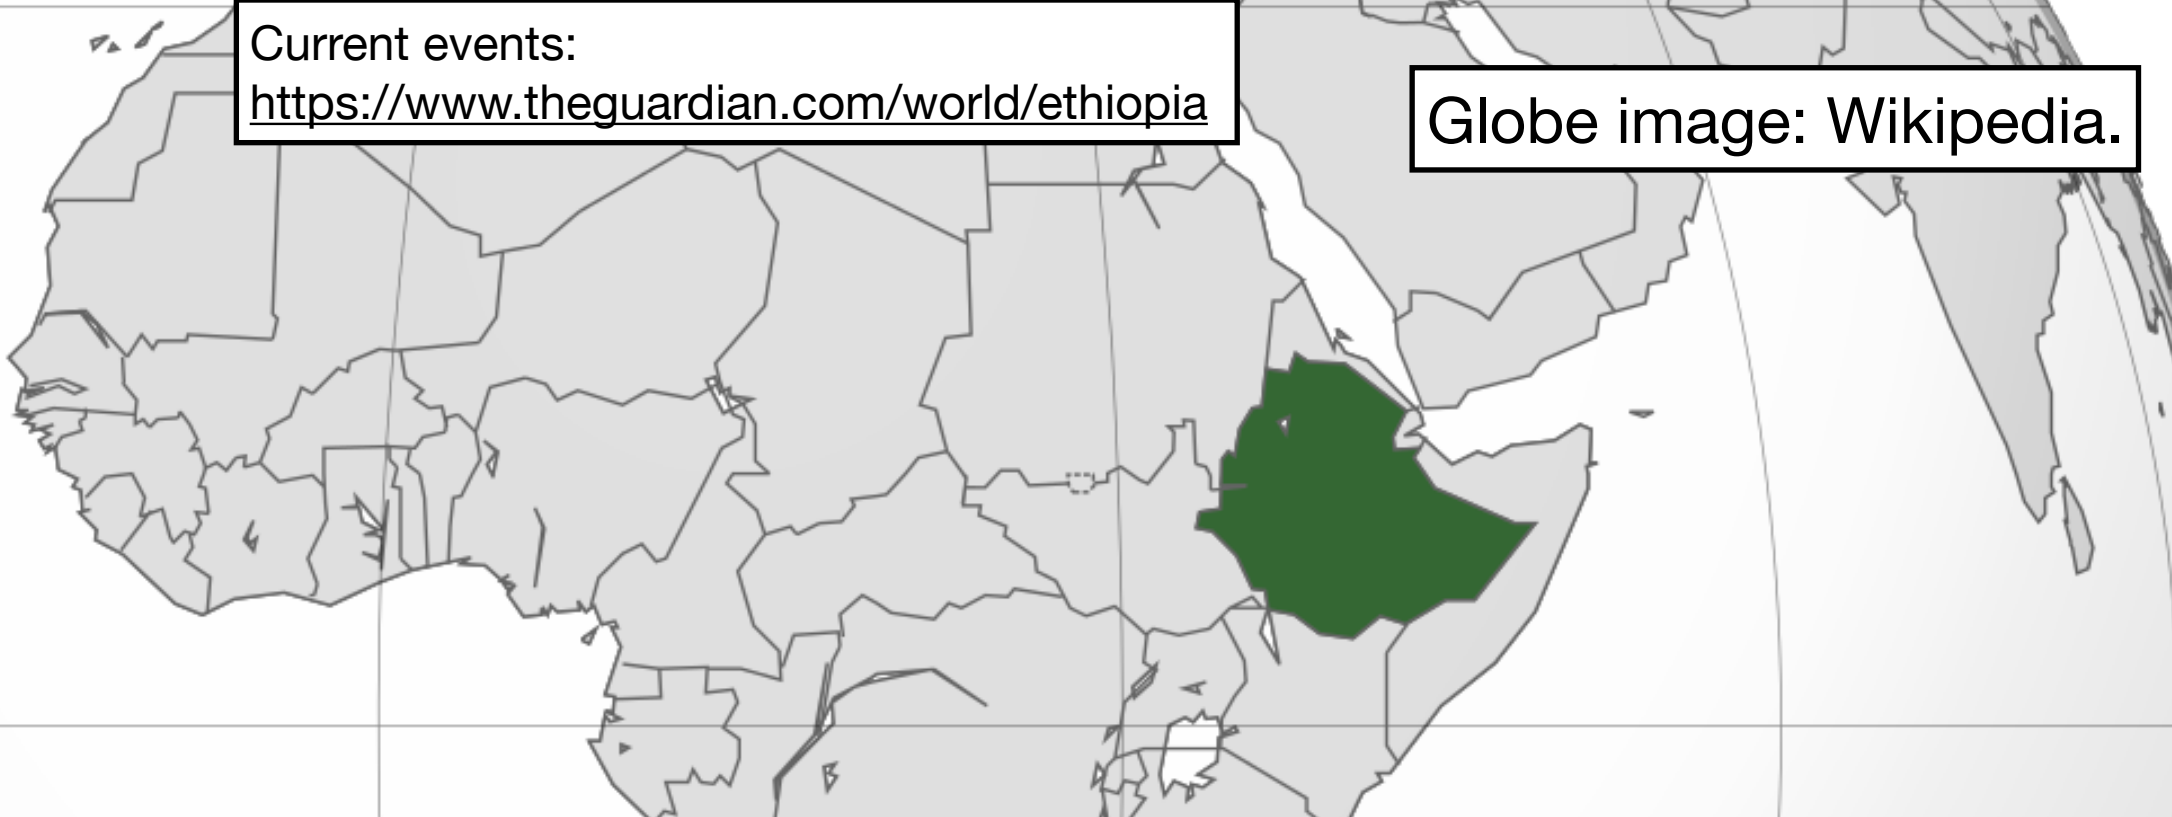 Current events:
https://www.theguardian.com/world/ethiopia
Globe image: Wikipedia.